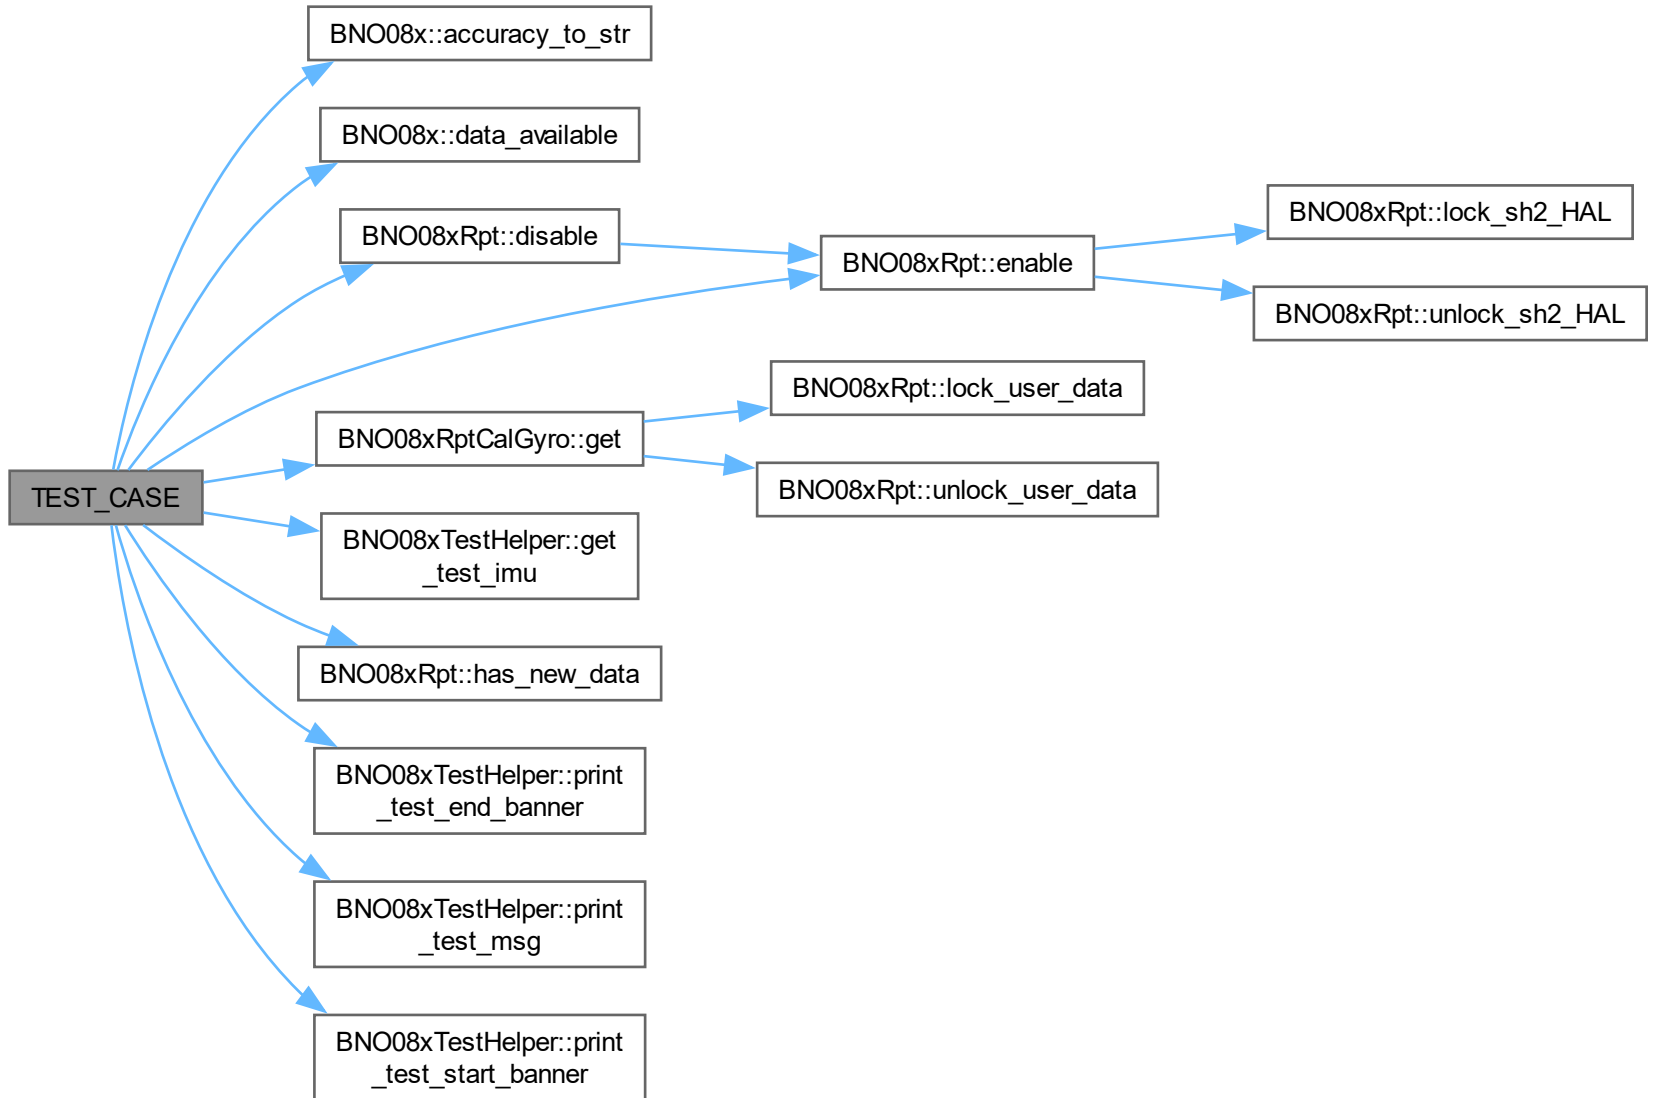 BNO08x::accuracy_to_str
BNO08x::data_available
BNO08xRpt::disable
BNO08xRpt::enable
BNO08xRpt::lock_sh2_HAL
BNO08xRpt::unlock_sh2_HAL
BNO08xRptCalGyro::get
BNO08xRpt::lock_user_data
BNO08xRpt::unlock_user_data
TEST_CASE
BNO08xTestHelper::get
_test_imu
BNO08xRpt::has_new_data
BNO08xTestHelper::print
_test_end_banner
BNO08xTestHelper::print
_test_msg
BNO08xTestHelper::print
_test_start_banner